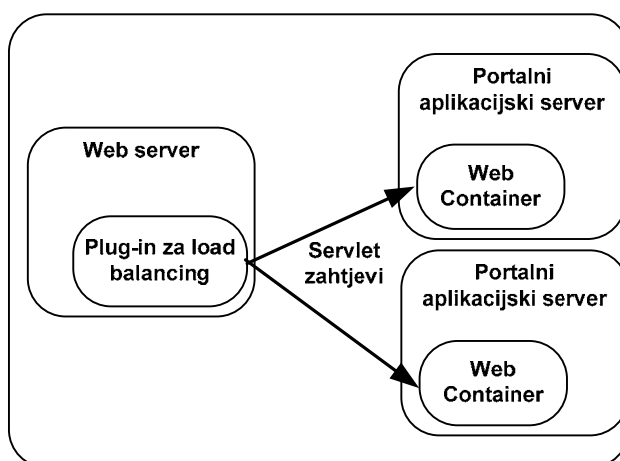 Web server
Plug-in za load
balancing
Servlet
zahtjevi
Portalni
aplikacijski server
Web
Container
Portalni
aplikacijski server
Web
Container